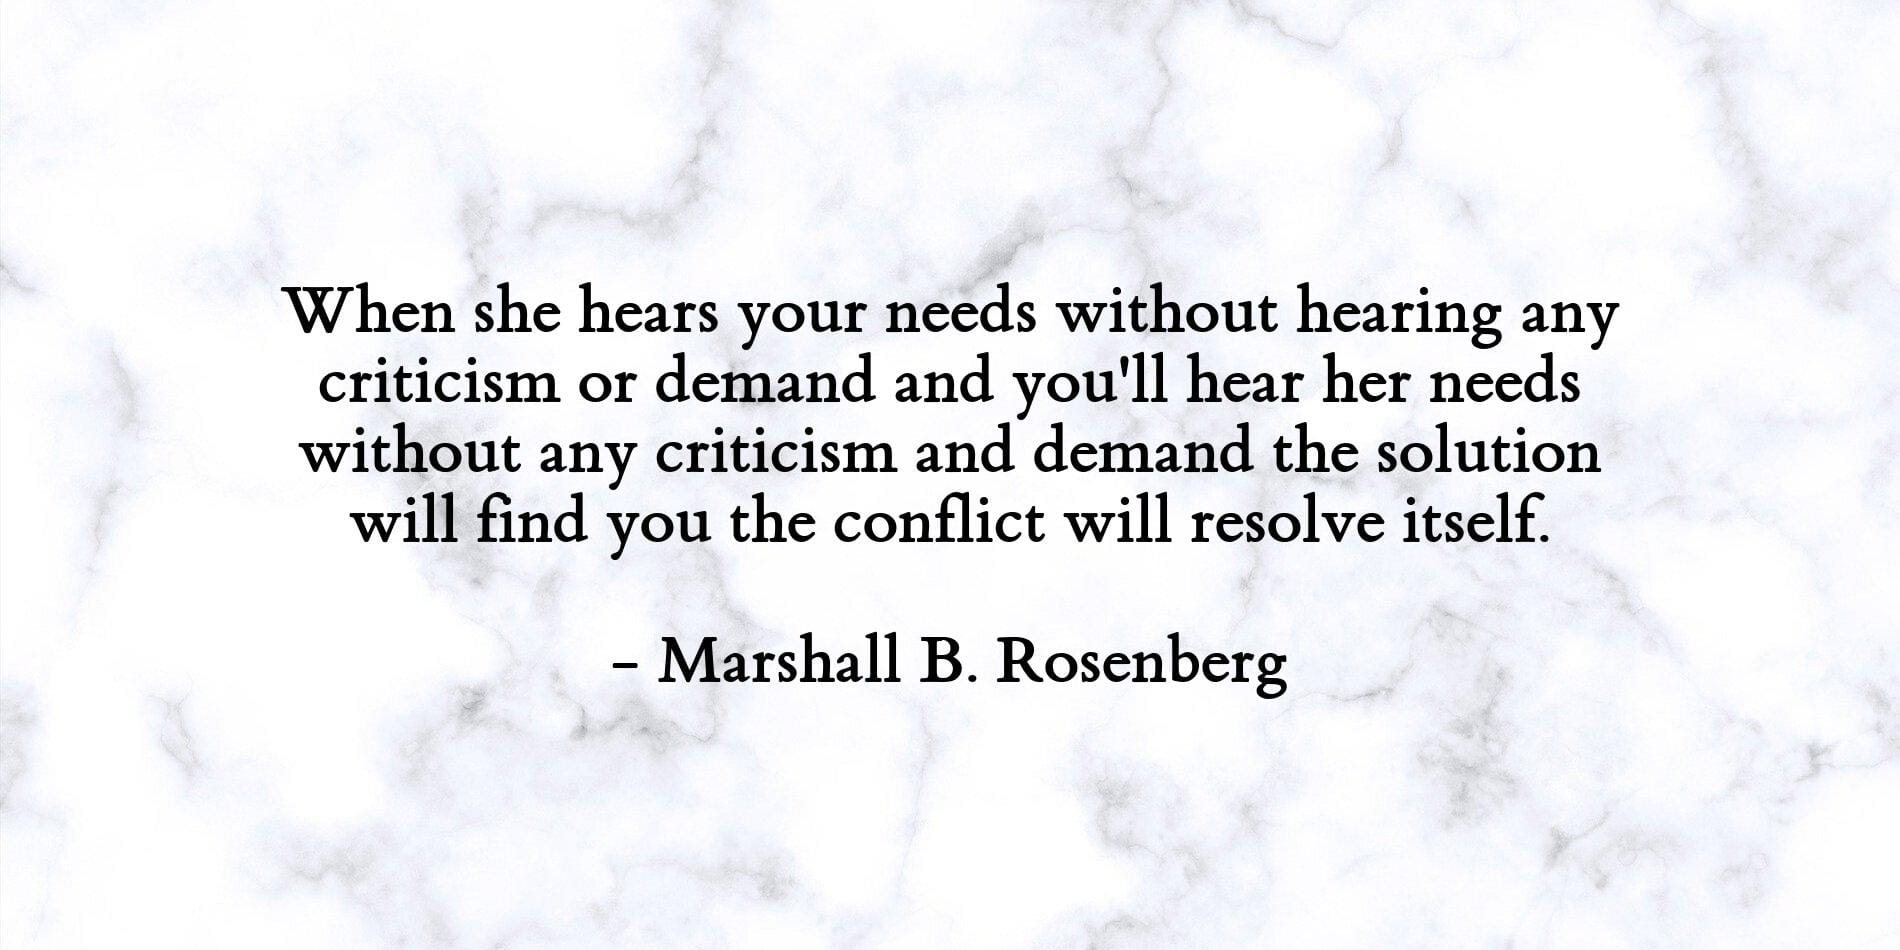 When she hears your needs without hearing any
criticism or demand and you'll hear her needs
without any criticism and demand the solution
will find you the conflict will resolve itself.
- Marshall B. Rosenberg